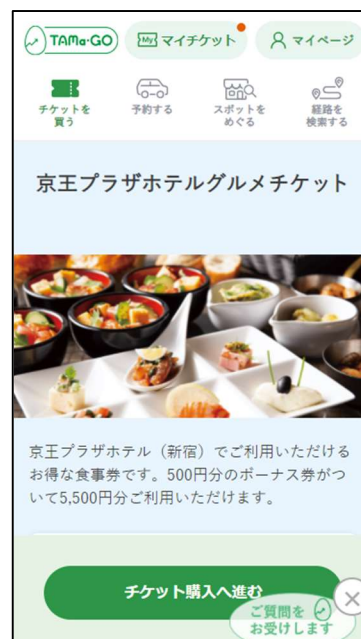 TAMa・GO
My マイチケット
マイページ
チケットを
買う
予約する
スポットを
めぐる
経路を
検索する
京王プラザホテルグルメチケット
京王プラザホテル（新宿）でご利用いただける
お得な食事券です。500円分のボーナス券がつ
いて5,500円分ご利用いただけます。
チケット購入へ進む
ご質問を
お受けします